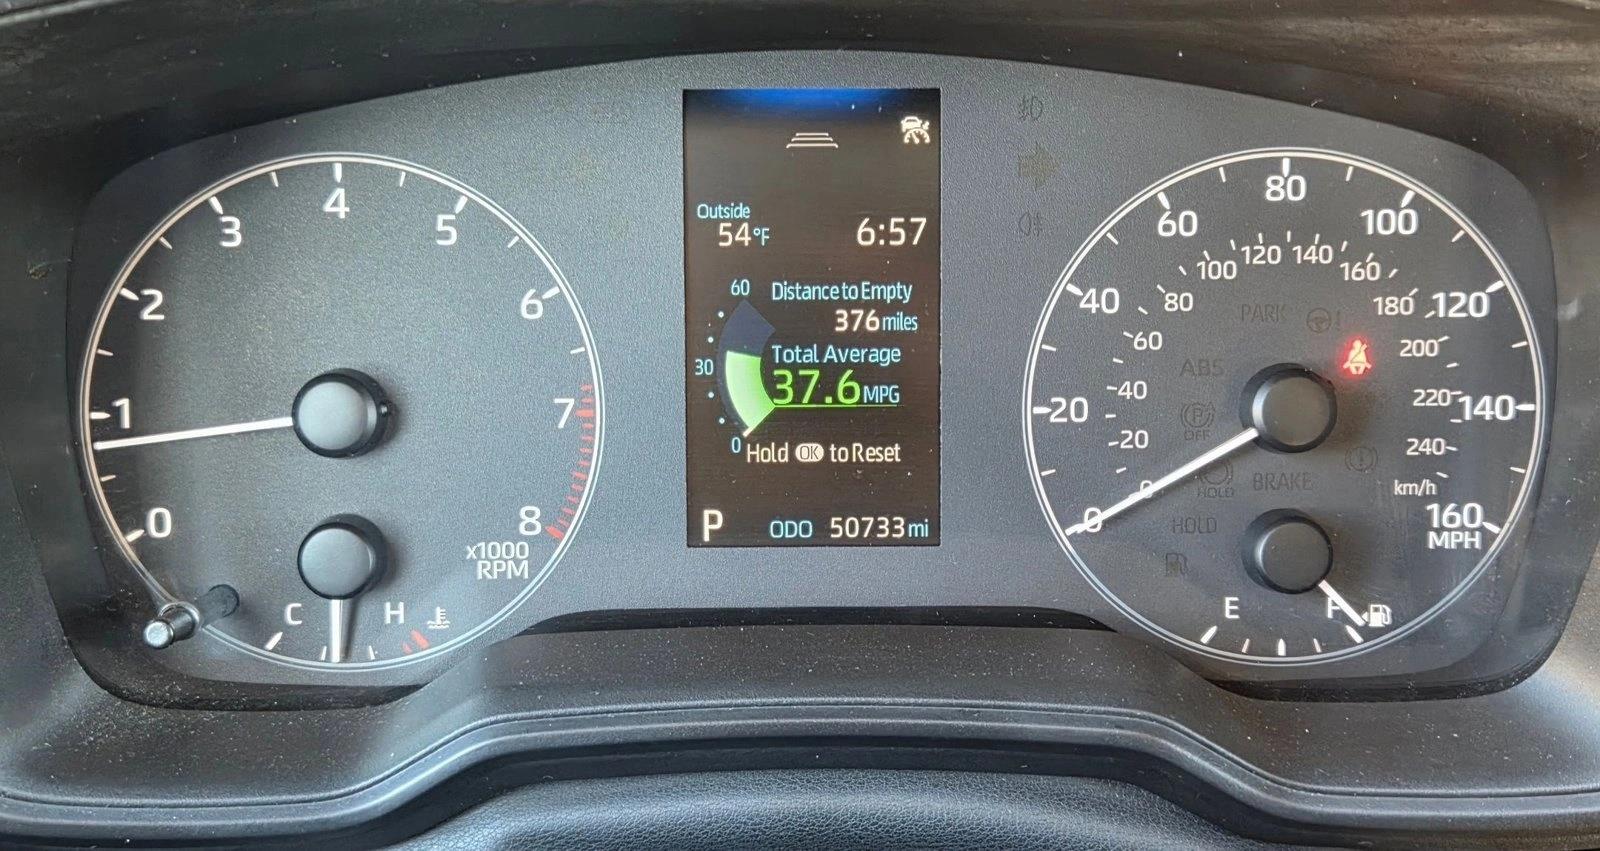 4
3
5
2
6
1
7
0
8
x1000
RPM
C
H
Outside
54°F
6:57
60
Distance to Empty
376 miles
30
Total Average
37.6 MPG
0
Hold OK to Reset
P
ODO 50733 mi
80
60
100
40
120
20
140
0
160
MPH
120
140
100
160
80
180
60
200
40
220
20
240
0
km/h
PARK
ABS
P
OFF
HOLD
BRAKE
HOLD
E
F